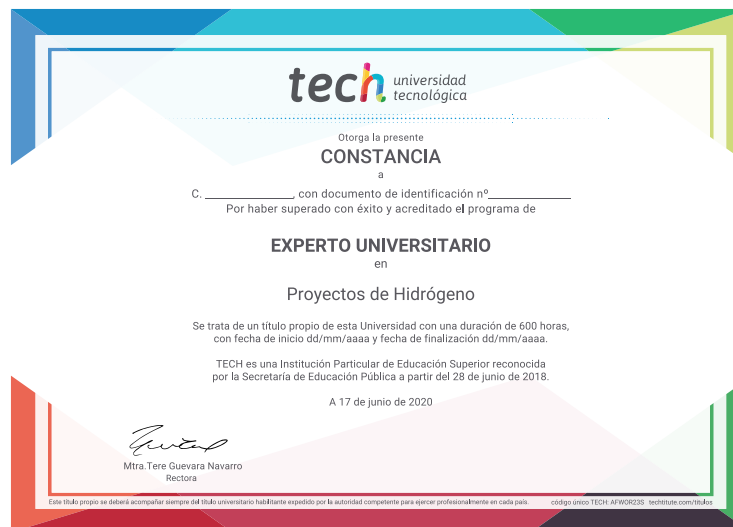 tech universidad
tecnológica
Otorga la presente
CONSTANCIA
a
C. ______________, con documento de identificación nº_____________
Por haber superado con éxito y acreditado el programa de
EXPERTO UNIVERSITARIO
en
Proyectos de Hidrógeno
Se trata de un título propio de esta Universidad con una duración de 600 horas,
con fecha de inicio dd/mm/aaaa y fecha de finalización dd/mm/aaaa.
TECH es una Institución Particular de Educación Superior reconocida
por la Secretaría de Educación Pública a partir del 28 de junio de 2018.
A 17 de junio de 2020
Mtra.Tere Guevara Navarro
Rectora
Este título propio se deberá acompañar siempre del título universitario habilitante expedido por la autoridad competente para ejercer profesionalmente en cada país. código único TECH: AFWOR23S techtitute.com/titulos